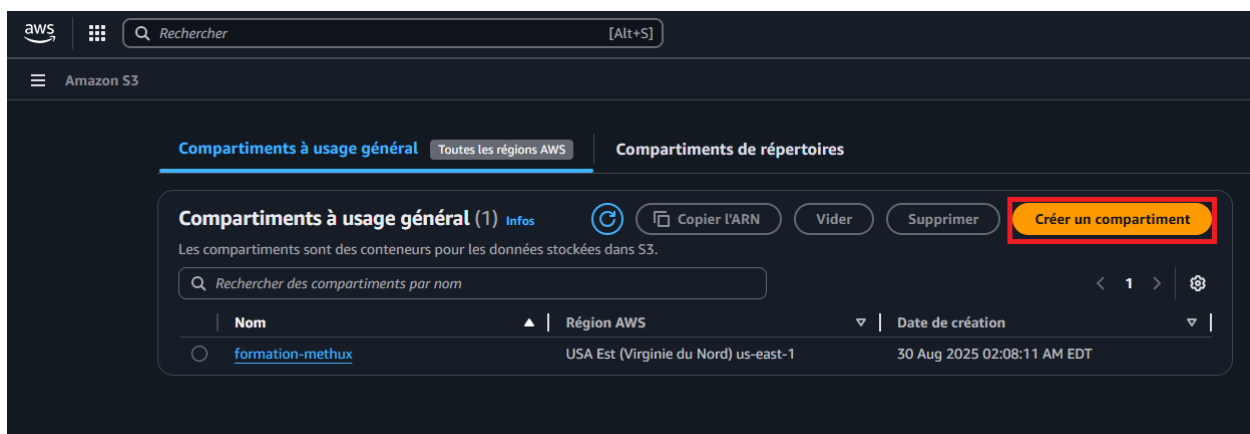 aws Rechercher [Alt+S]
Amazon S3
Compartiments à usage général Toutes les régions AWS Compartiments de répertoires
Compartiments à usage général (1) Infos Copier l'ARN Vider Supprimer Créer un compartiment
Les compartiments sont des conteneurs pour les données stockées dans S3.
Rechercher des compartiments par nom 1
Nom Région AWS Date de création
formation-methux USA Est (Virginie du Nord) us-east-1 30 Aug 2025 02:08:11 AM EDT